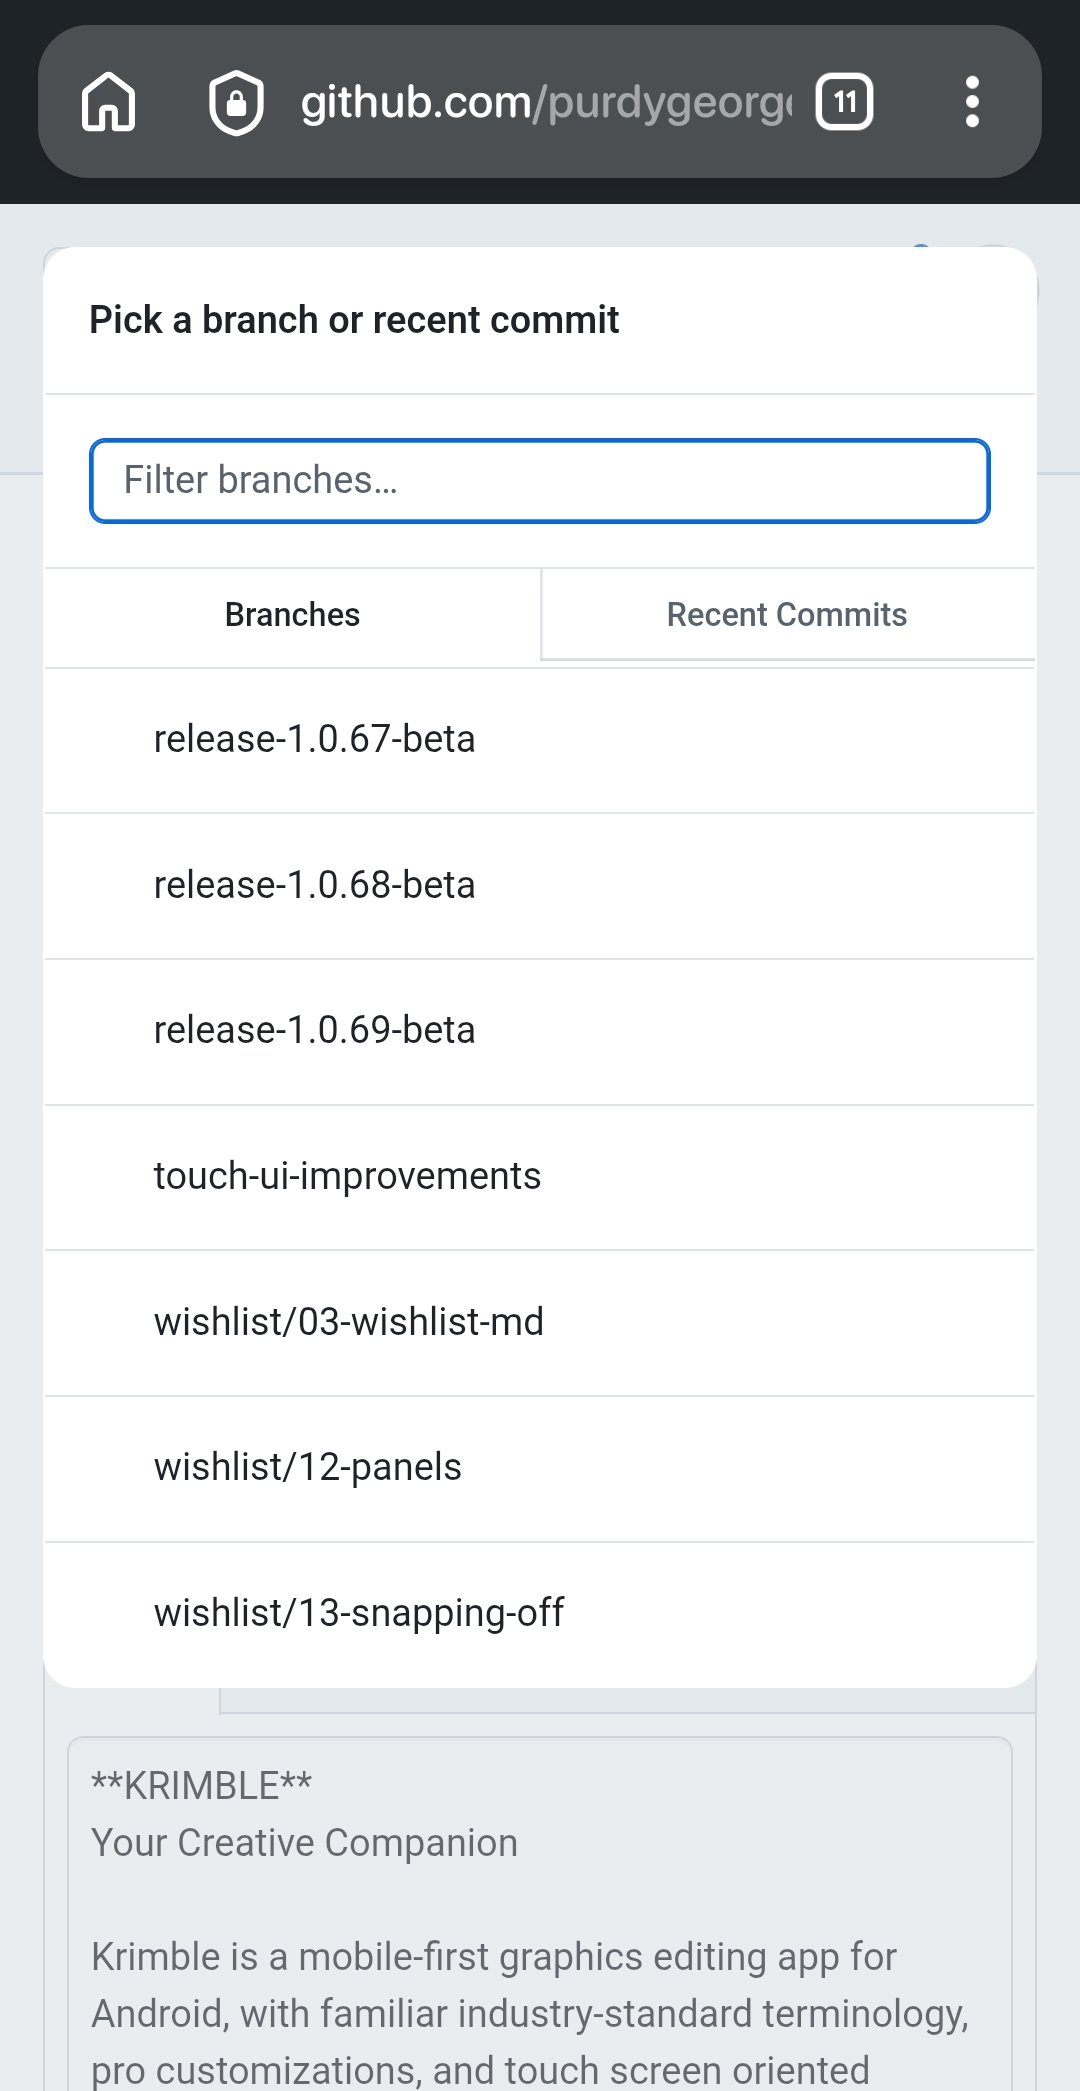 github.com/purdygeorge
11
Pick a branch or recent commit
Filter branches...
Branches
Recent Commits
release-1.0.67-beta
release-1.0.68-beta
release-1.0.69-beta
touch-ui-improvements
wishlist/03-wishlist-md
wishlist/12-panels
wishlist/13-snapping-off
**KRIMBLE**
Your Creative Companion
Krimble is a mobile-first graphics editing app for
Android, with familiar industry-standard terminology,
pro customizations, and touch screen oriented